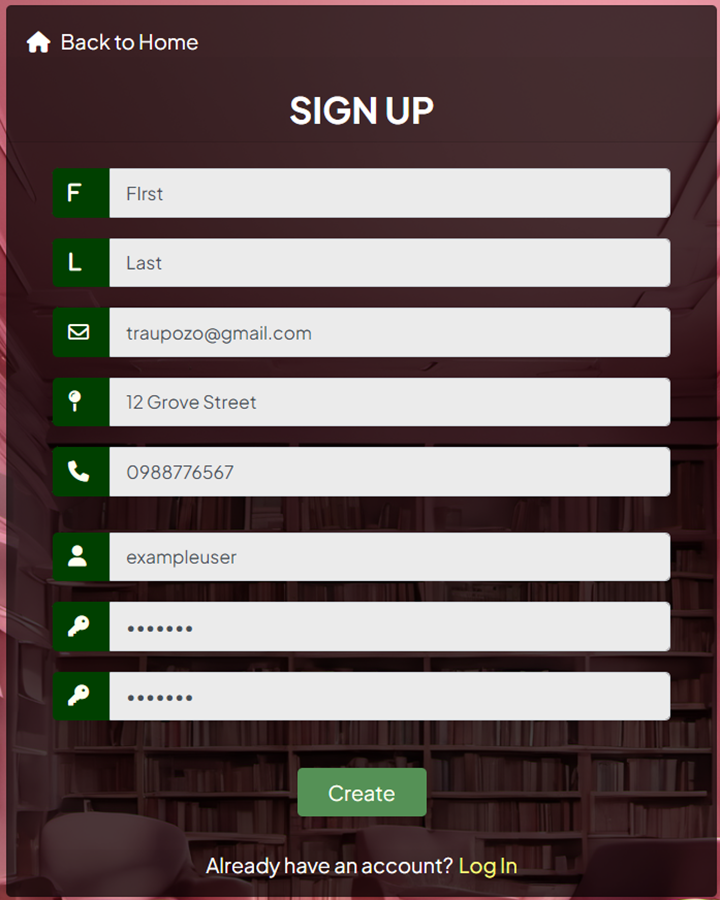 Back to Home
SIGN UP
F FIrst
L Last
traupozo@gmail.com
12 Grove Street
0988776567
exampleuser
•••••••
•••••••
Create
Already have an account? Log In